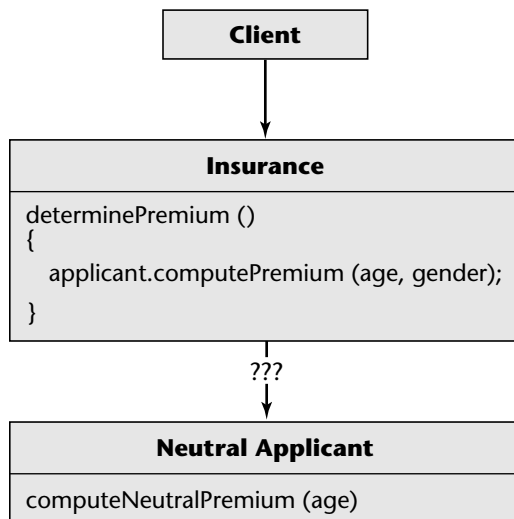 Client
Insurance
determinePremium ()
{
applicant.computePremium (age, gender);
}
???
Neutral Applicant
computeNeutralPremium (age)